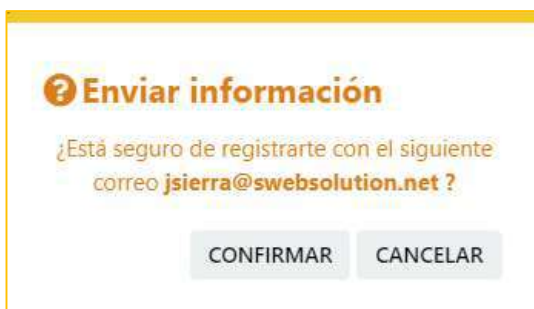 Enviar información
¿Está seguro de registrarte con el siguiente
correo jsierra@swebsolution.net ?
CONFIRMAR CANCELAR